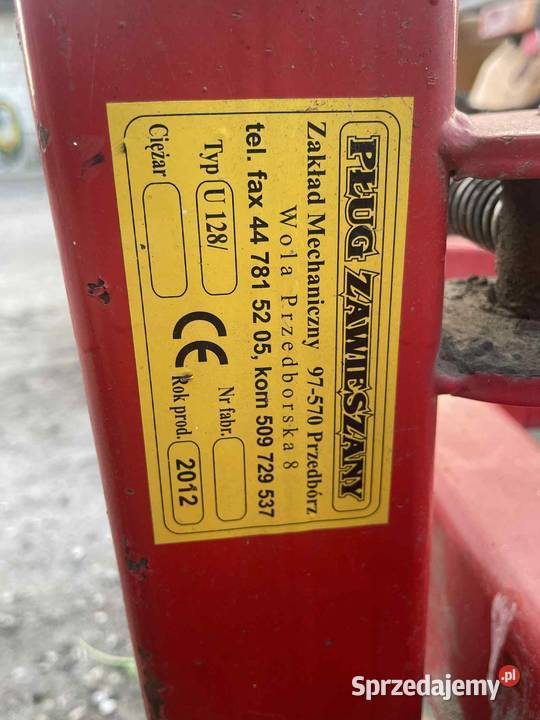 PŁUG ZAWIESZANY
Zakład Mechaniczny 97-570 Przedbórz
Wola Przedborska 8
tel. fax 44 781 52 05, kom 509 729 537
Typ U 128/ Nr fabr.
Ciężar CE Rok prod. 2012
Sprzedajemy.pl